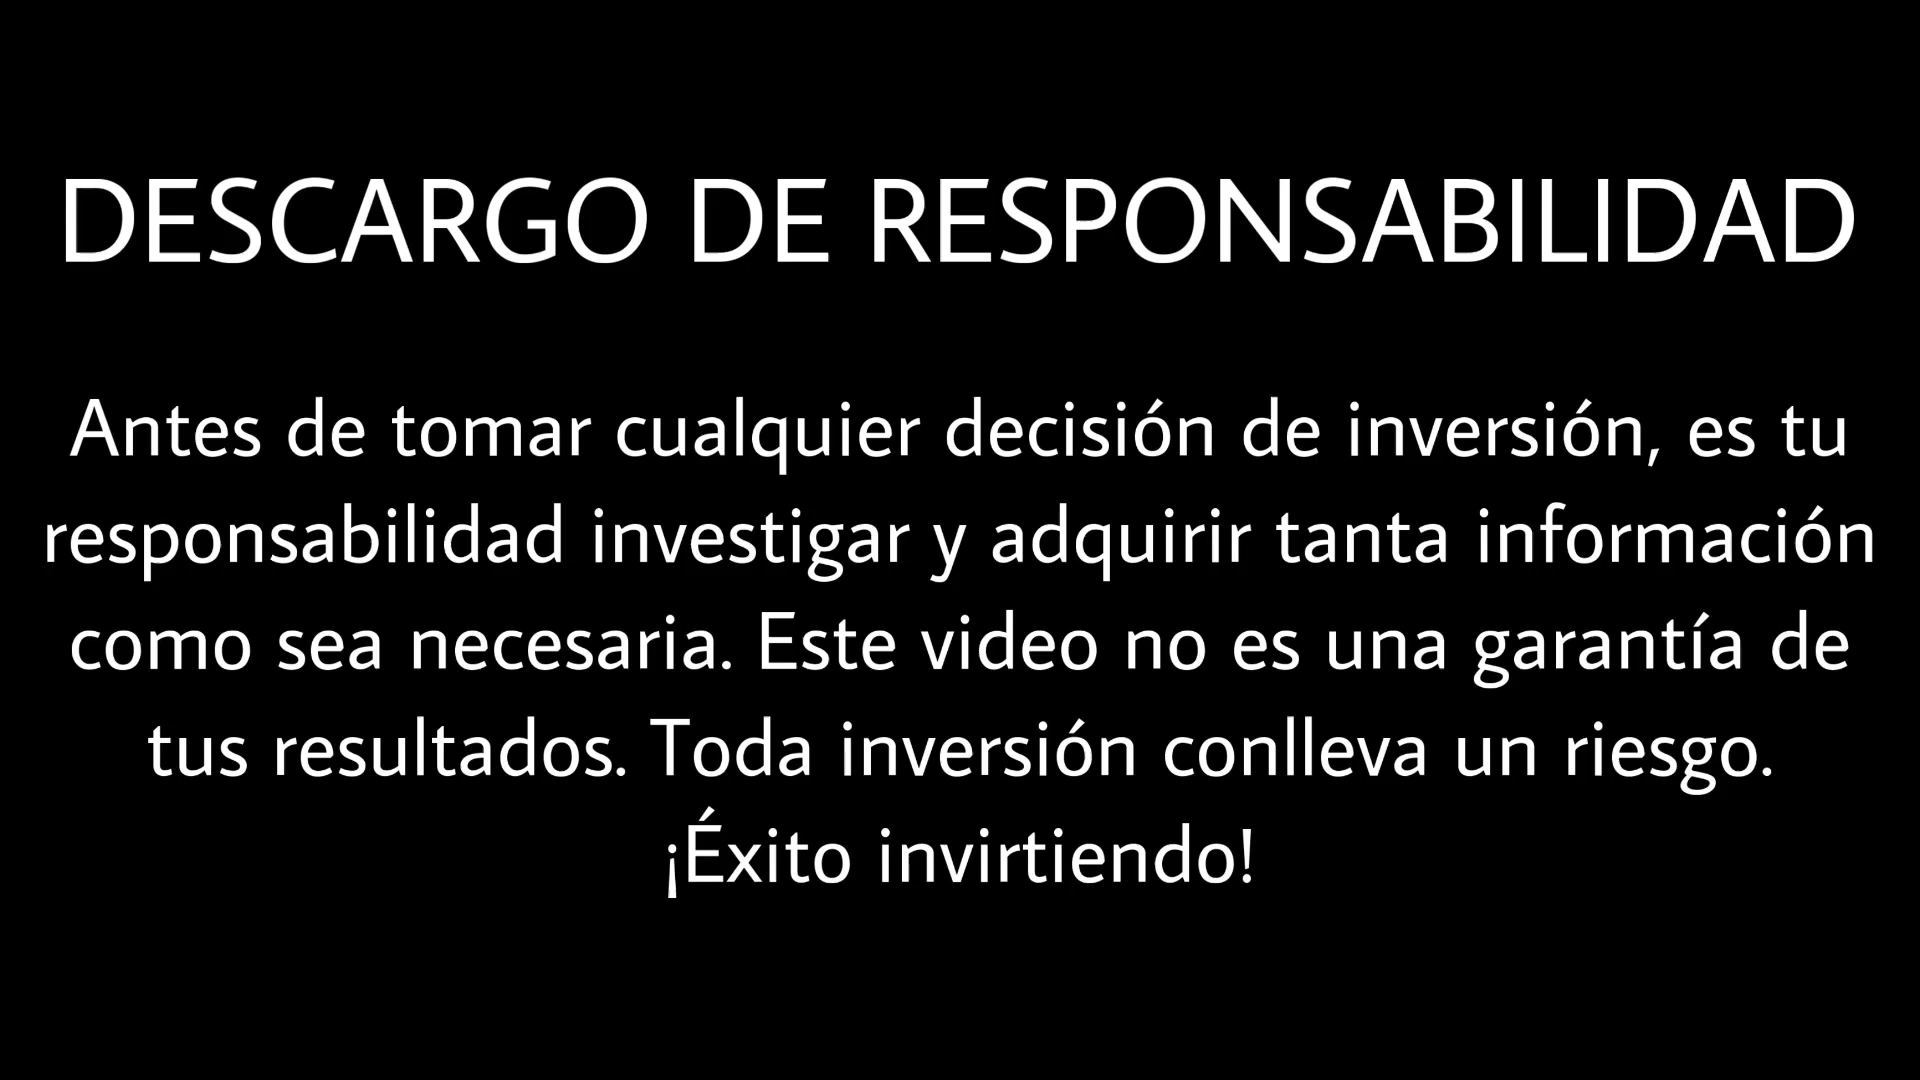 DESCARGO DE RESPONSABILIDAD
Antes de tomar cualquier decisión de inversión, es tu
responsabilidad investigar y adquirir tanta información
como sea necesaria. Este video no es una garantía de
tus resultados. Toda inversión conlleva un riesgo.
¡Éxito invirtiendo!